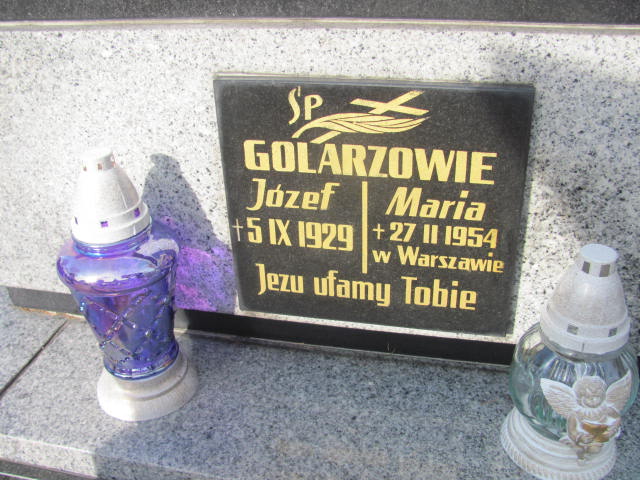 ŚP
GOLARZOWIE
Józef
+ 5 IX 1929
Maria
+ 27 II 1954
w Warszawie
Jezu ufamy Tobie